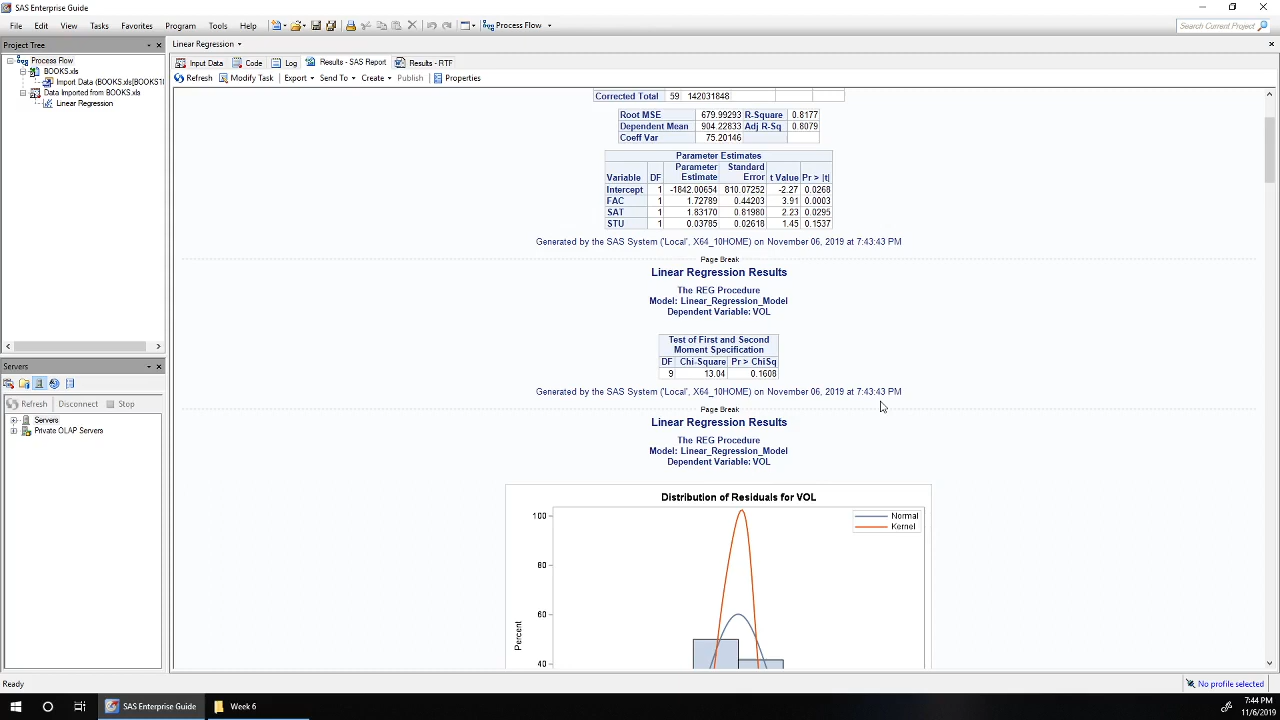 SAS Enterprise Guide
File Edit View Tasks Favorites Program Tools Help Process Flow Search Current Project
Project Tree
Process Flow
BOOKS.xls
Import Data (BOOKS.xls[BOOKS1(
Data Imported from BOOKS.xls
Linear Regression
Servers
Refresh Disconnect Stop
Servers
Private OLAP Servers
Linear Regression
Input Data Code Log Results - SAS Report Results - RTF
Refresh Modify Task Export Send To Create Publish Properties
Corrected Total 59 142031848
Root MSE 679.99293 R-Square 0.8177
Dependent Mean 904.22833 Adj R-Sq 0.8079
Coeff Var 75.20146
Parameter Estimates
Variable DF Parameter Estimate Standard Error t Value Pr > |t|
Intercept 1 -1842.00654 810.07252 -2.27 0.0268
FAC 1 1.72789 0.44203 3.91 0.0003
SAT 1 1.83170 0.81980 2.23 0.0295
STU 1 0.03785 0.02618 1.45 0.1537
Generated by the SAS System ('Local', X64_10HOME) on November 06, 2019 at 7:43:43 PM
Page Break
Linear Regression Results
The REG Procedure
Model: Linear_Regression_Model
Dependent Variable: VOL
Test of First and Second
Moment Specification
DF Chi-Square Pr > ChiSq
9 13.04 0.1608
Generated by the SAS System ('Local', X64_10HOME) on November 06, 2019 at 7:43:43 PM
Page Break
Linear Regression Results
The REG Procedure
Model: Linear_Regression_Model
Dependent Variable: VOL
Distribution of Residuals for VOL
Normal
Kernel
100
80
60
40
Percent
Ready
No profile selected
SAS Enterprise Guide
Week 6
7:44 PM
11/6/2019